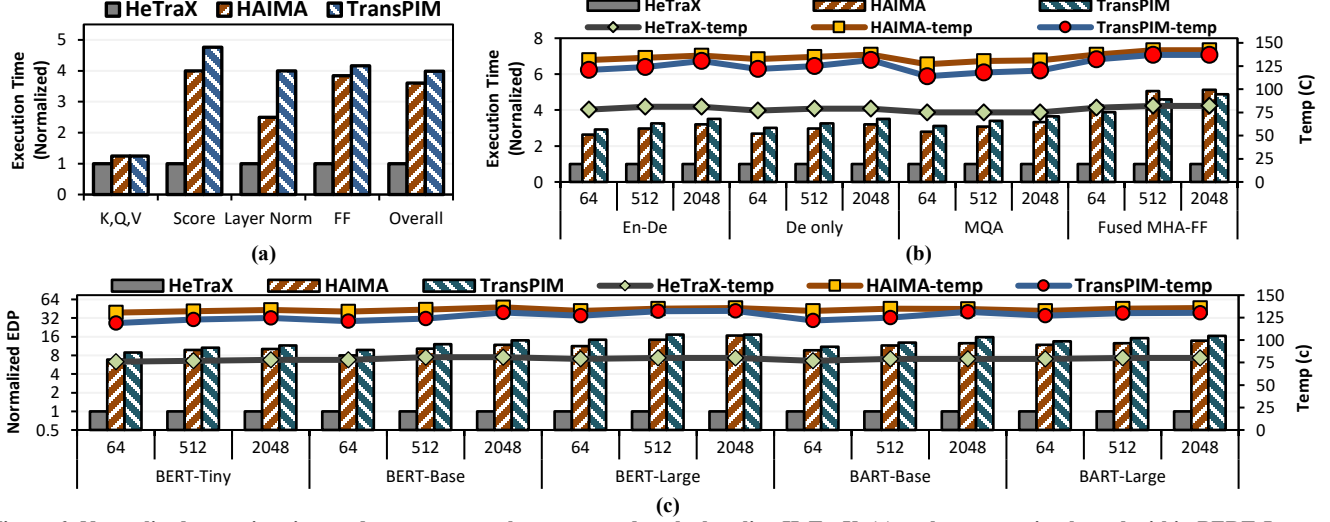 HeTraX HAIMA TransPIM
Execution Time
(Normalized)
5
4
3
2
1
0
K,Q,V Score Layer Norm FF Overall
(a)
HeTraX HAIMA TransPIM
HeTraX-temp HAIMA-temp TransPIM-temp
Execution Time
(Normalized)
8
6
4
2
0
150
125
100
75
50
25
0
Temp (C)
64 512 2048 64 512 2048 64 512 2048 64 512 2048
En-De De only MQA Fused MHA-FF
(b)
HeTraX HAIMA TransPIM HeTraX-temp HAIMA-temp TransPIM-temp
Normalized EDP
64
32
16
8
4
2
1
0.5
150
125
100
75
50
25
0
Temp (c)
64 512 2048 64 512 2048 64 512 2048 64 512 2048 64 512 2048
BERT-Tiny BERT-Base BERT-Large BART-Base BART-Large
(c)